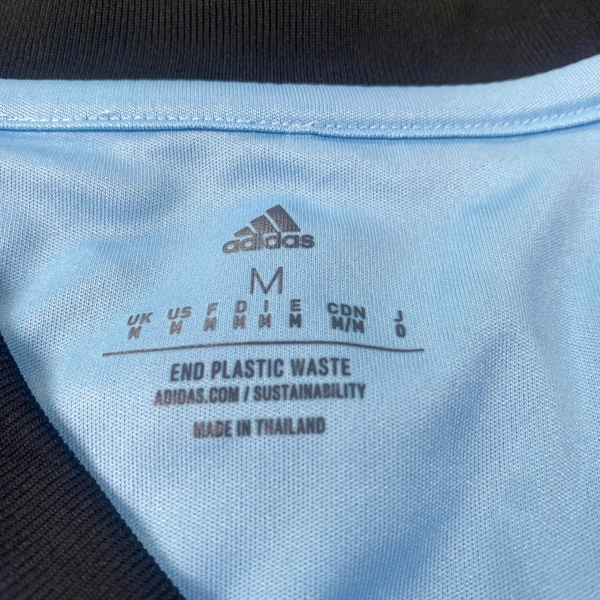 adidas
M
UK US F D I E CDN J
M M M M M M M/M O
END PLASTIC WASTE
ADIDAS.COM / SUSTAINABILITY
MADE IN THAILAND